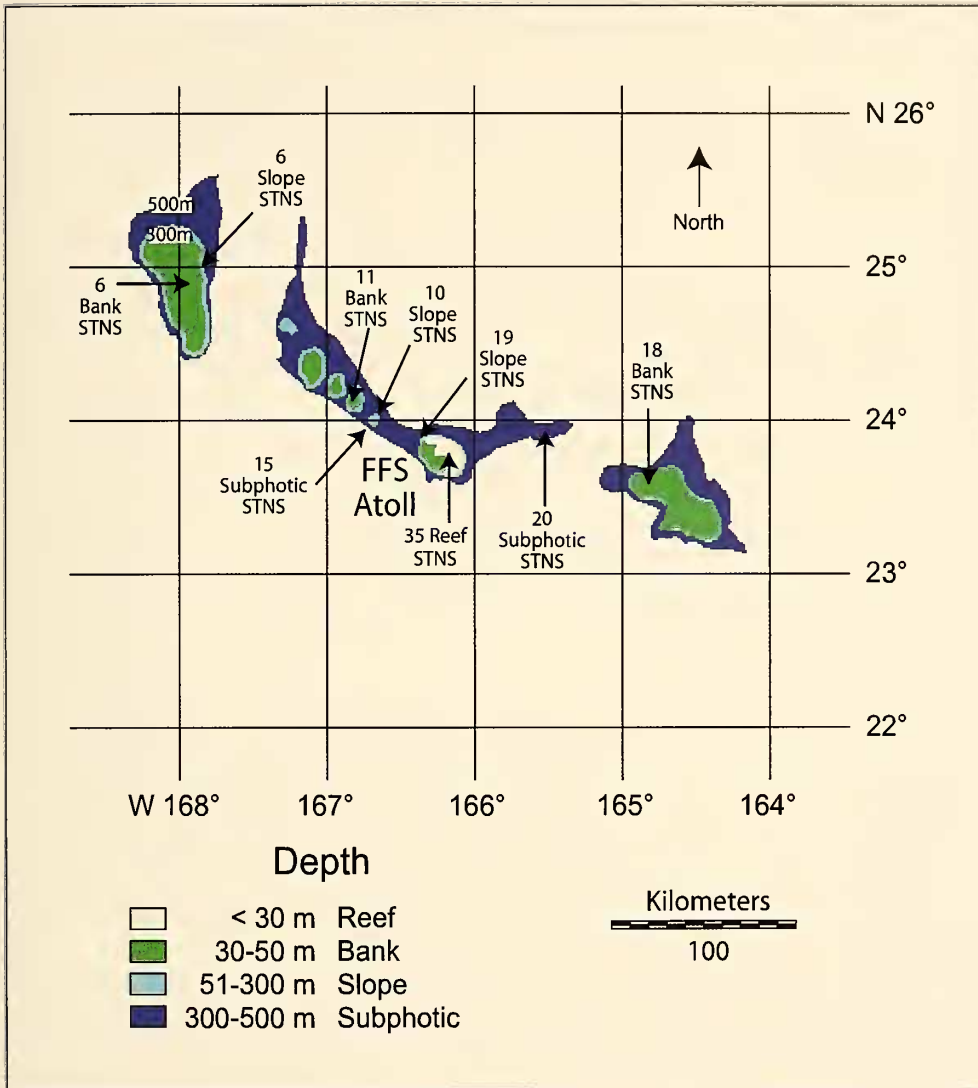 N 26°
North
6
Slope
STNS
500m
300m
25°
6
Bank
STNS
11
Bank
STNS
10
Slope
STNS
19
Slope
STNS
18
Bank
STNS
24°
15
Subphotic
STNS
FFS
Atoll
35 Reef
STNS
20
Subphotic
STNS
23°
22°
W 168°
167°
166°
165°
164°
Depth
< 30 m Reef
30-50 m Bank
51-300 m Slope
300-500 m Subphotic
Kilometers
100